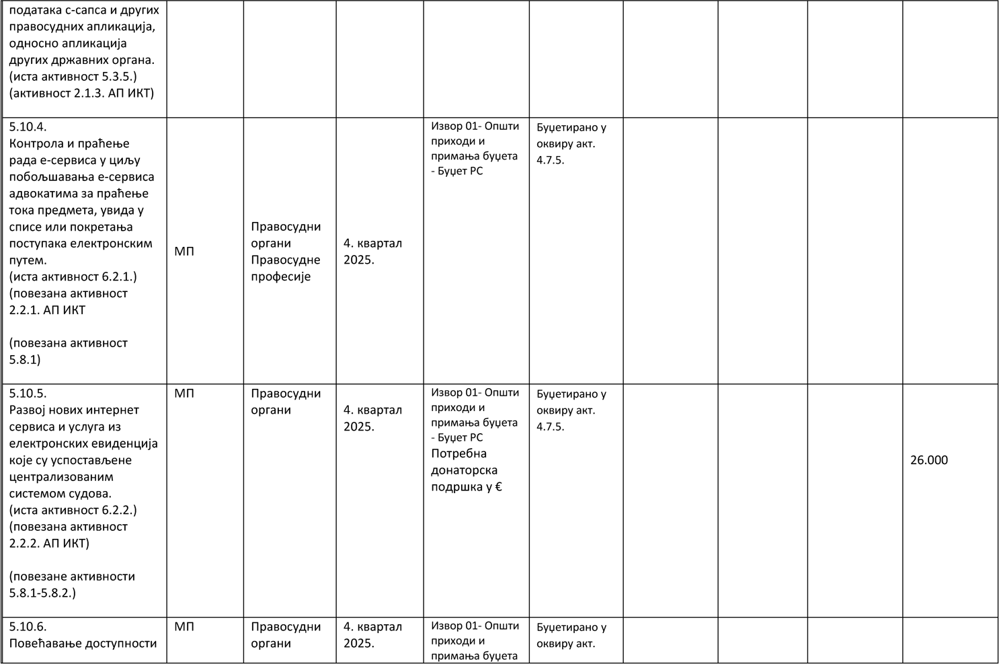 података с-сапса и других
правосудних апликација,
односно апликација
других државних органа.
(иста активност 5.3.5.)
(активност 2.1.3. АП ИКТ)
5.10.4.
Контрола и праћење
рада е-сервиса у циљу
побољшавања е-сервиса
адвокатима за праћење
тока предмета, увида у
списе или покретања
поступака електронским
путем.
(иста активност 6.2.1.)
(повезана активност
2.2.1. АП ИКТ
(повезана активност
5.8.1)
МП
Правосудни
органи
Правосудне
професије
4. квартал
2025.
Извор 01- Општи
приходи и
примања буџета
- Буџет РС
Буџетирано у
оквиру акт.
4.7.5.
5.10.5.
Развој нових интернет
сервиса и услуга из
електронских евиденција
које су успостављене
централизованим
системом судова.
(иста активност 6.2.2.)
(повезана активност
2.2.2. АП ИКТ)
(повезане активности
5.8.1-5.8.2.)
МП
Правосудни
органи
4. квартал
2025.
Извор 01- Општи
приходи и
примања буџета
- Буџет РС
Потребна
донаторска
подршка у €
Буџетирано у
оквиру акт.
4.7.5.
26.000
5.10.6.
Повећавање доступности
МП
Правосудни
органи
4. квартал
2025.
Извор 01- Општи
приходи и
примања буџета
Буџетирано у
оквиру акт.